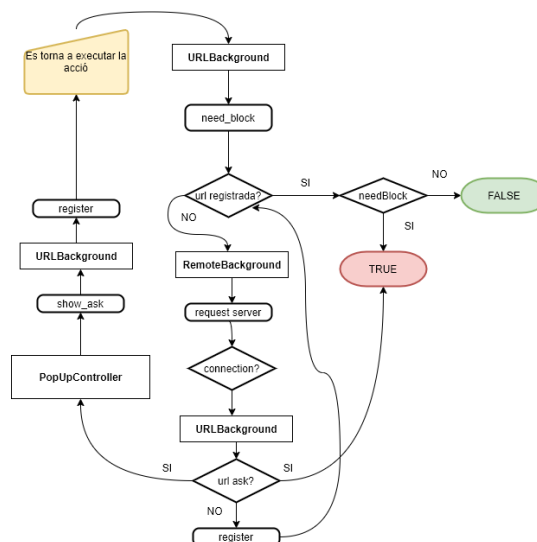 Es torna a executar la
acció
URLBackground
need_block
url registrada?
SI
needBlock
NO
FALSE
NO
SI
register
URLBackground
RemoteBackground
TRUE
show_ask
request server
connection?
PopUpController
URLBackground
SI
SI
url ask?
NO
register